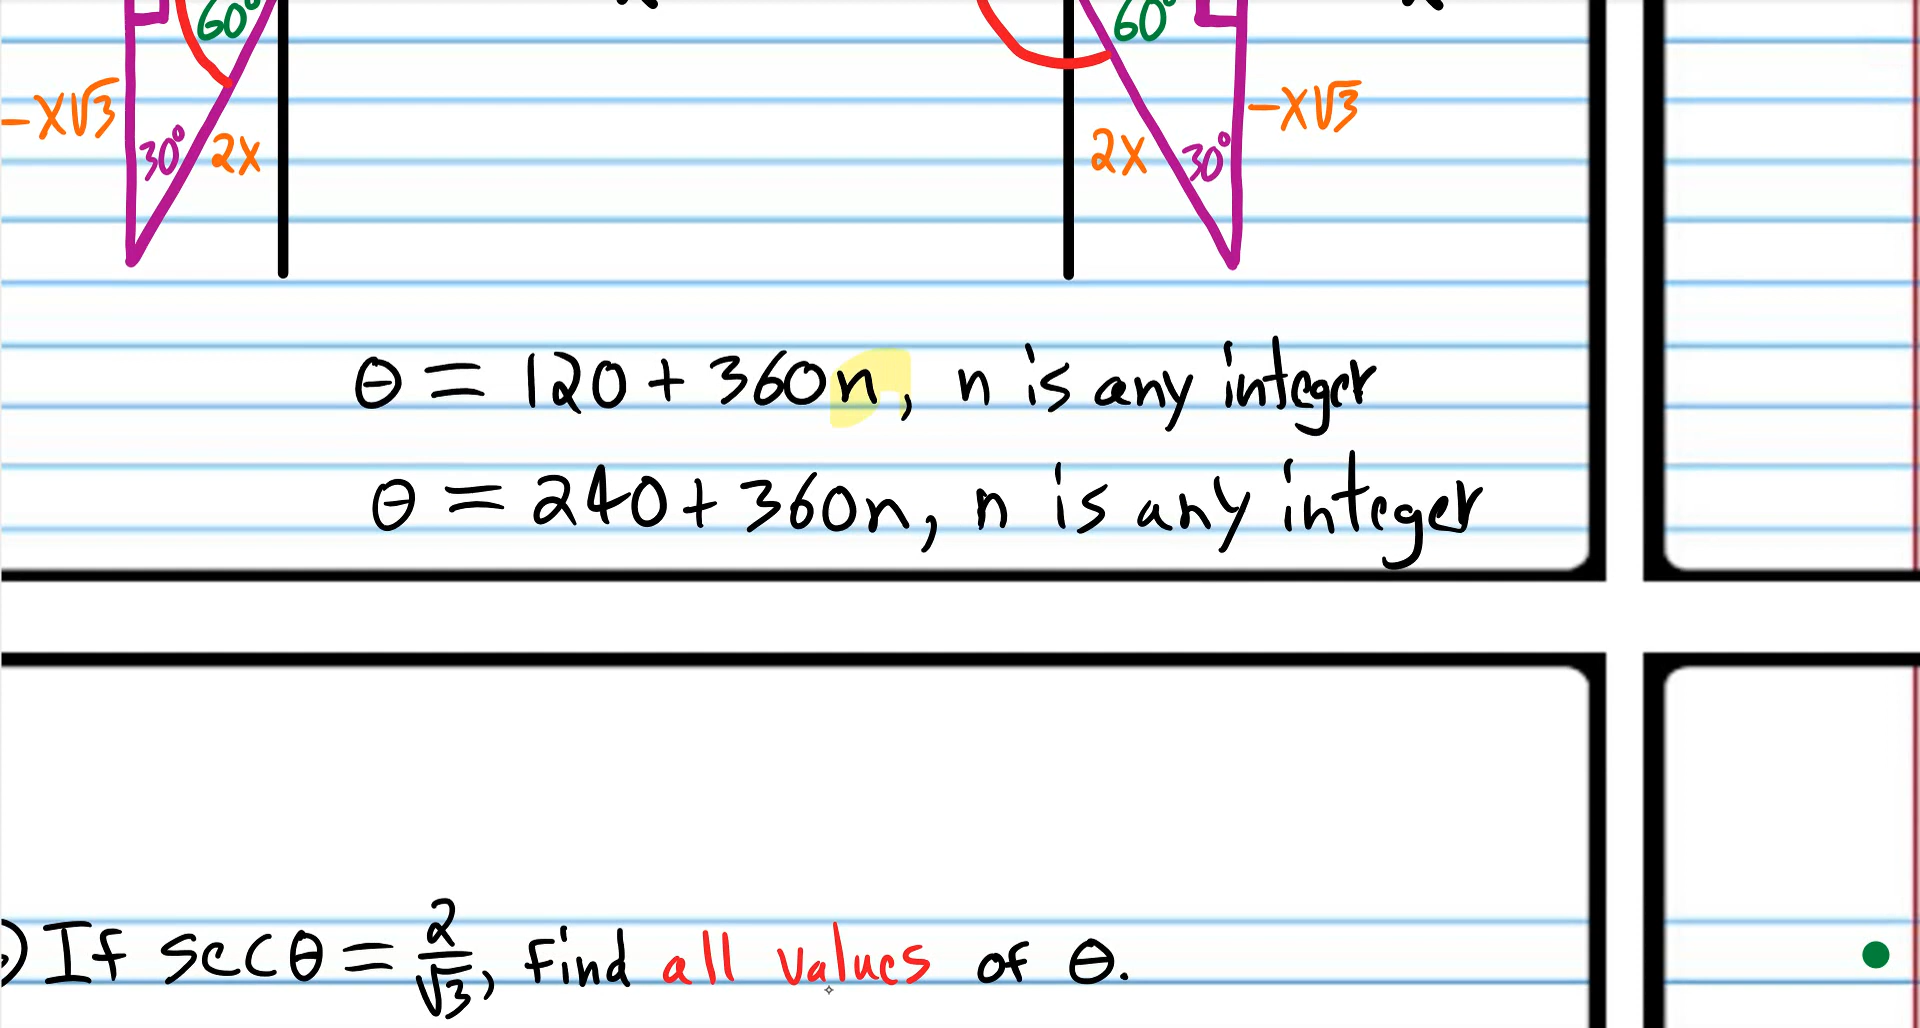 60° 60°
-x√3 -x√3
30° 2x 2x 30°
θ = 120 + 360n, n is any integer
θ = 240 + 360n, n is any integer
) If secθ = 2/√3, find all values of θ.